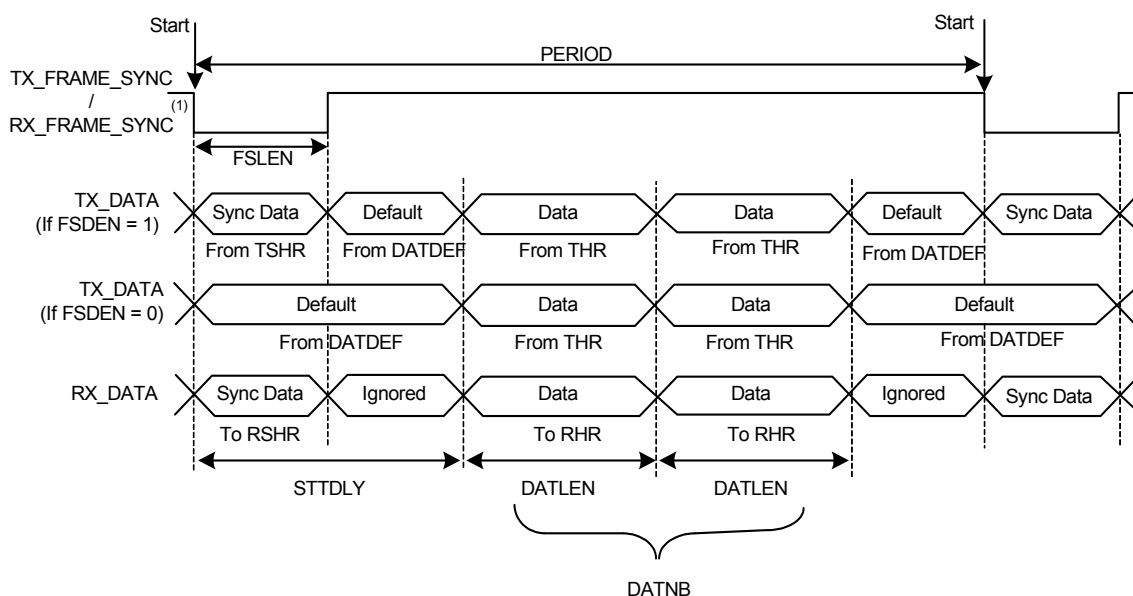 Start
Start
PERIOD
TX_FRAME_SYNC
/
RX_FRAME_SYNC
(1)
FSLEN
TX_DATA
(If FSDEN = 1)
Sync Data
Default
Data
Data
Default
Sync Data
From TSHR
From DATDEF
From THR
From THR
From DATDEF
TX_DATA
(If FSDEN = 0)
Default
Data
Data
Default
From DATDEF
From THR
From THR
From DATDEF
RX_DATA
Sync Data
Ignored
Data
Data
Ignored
Sync Data
To RSHR
To RHR
To RHR
STTDLY
DATLEN
DATLEN
DATNB